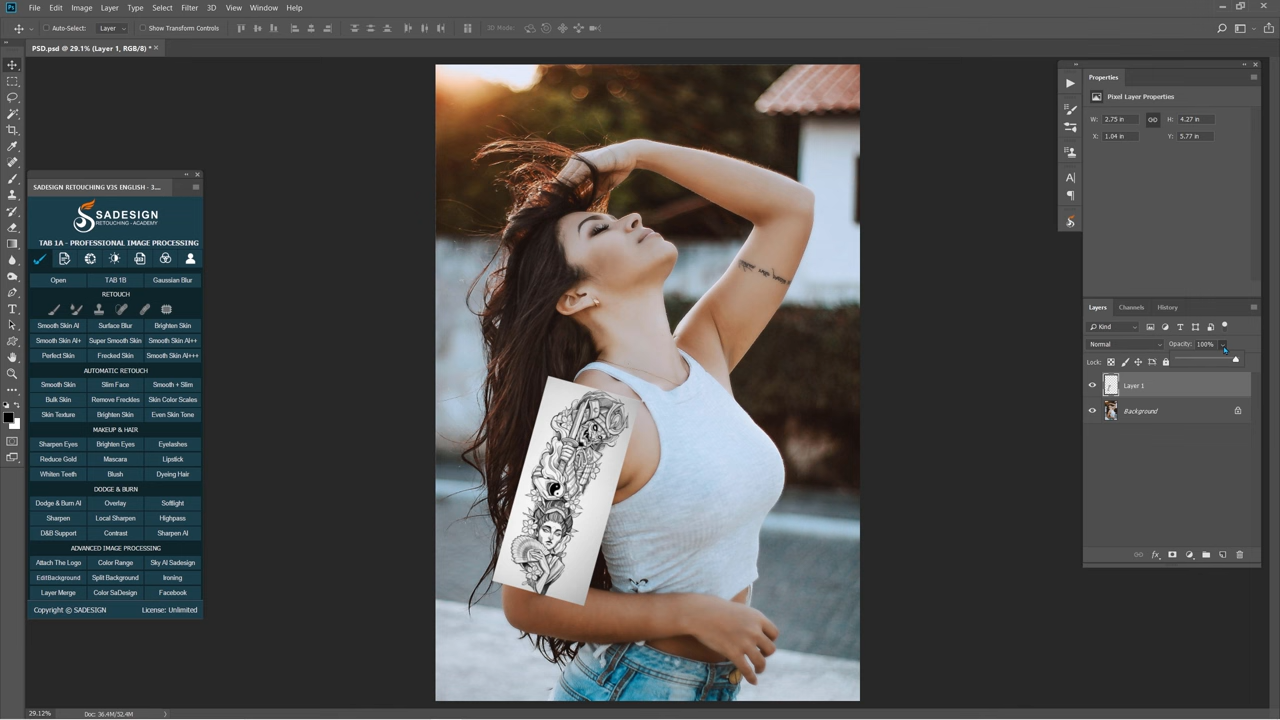 File Edit Image Layer Type Select Filter 3D View Window Help
Auto-Select: Layer Show Transform Controls 3D Mode:
PSD.psd @ 29.1% (Layer 1, RGB/8) *
SADESIGN RETOUCHING V3S ENGLISH - 3....
SADESIGN
RETOUCHING - ACADEMY
TAB 1A - PROFESSIONAL IMAGE PROCESSING
Open TAB 1B Gaussian Blur
RETOUCH
Smooth Skin AI Surface Blur Brighten Skin
Smooth Skin AI+ Super Smooth Skin Smooth Skin AI++
Perfect Skin Frocked Skin Smooth Skin AI+++
AUTOMATIC RETOUCH
Smooth Skin Slim Face Smooth + Slim
Bulk Skin Remove Freckles Skin Color Scales
Skin Texture Brighten Skin Even Skin Tone
MAKEUP & HAIR
Sharpen Eyes Brighten Eyes Eyelashes
Reduce Gold Mascara Lipstick
Whiten Teeth Blush Dyeing Hair
DODGE & BURN
Dodge & Burn AI Overlay Softlight
Sharpen Local Sharpen Highpass
D&B Support Contrast Sharpen AI
ADVANCED IMAGE PROCESSING
Attach The Logo Color Range Sky AI Sadesign
EditBackground Split Background Ironing
Layer Merge Color SaDesign Facebook
Copyright © SADESIGN License: Unlimited
Properties
Pixel Layer Properties
W: 2.75 in H: 4.27 in
X: 1.04 in Y: 5.77 in
Layers Channels History
Kind
Normal Opacity: 100%
Lock:
Layer 1
Background
29.12% Doc: 36.4M/52.4M